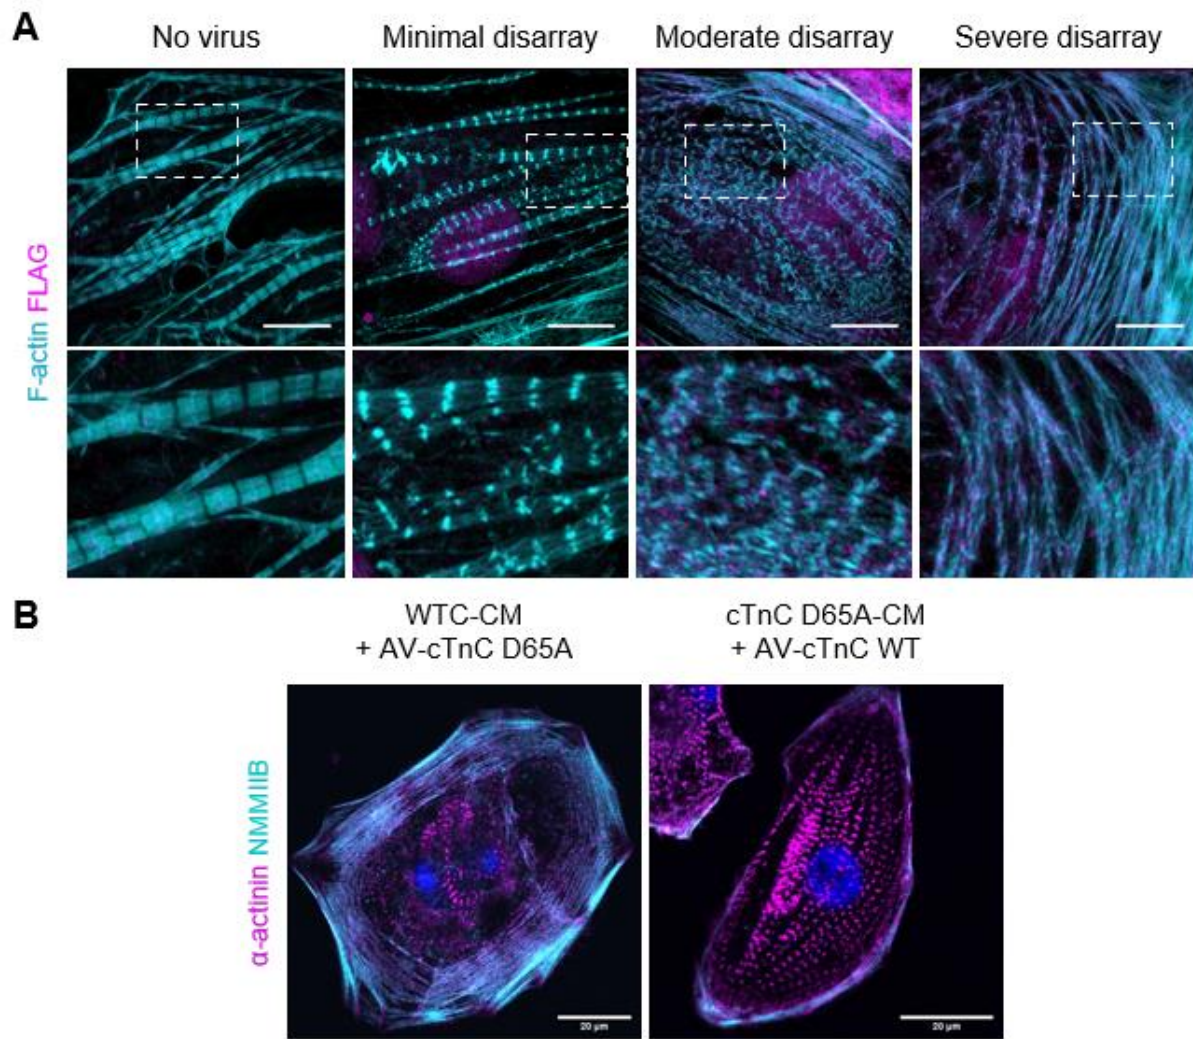 A
No virus
Minimal disarray
Moderate disarray
Severe disarray
F-actin FLAG
B
WTC-CM
+ AV-cTnC D65A
cTnC D65A-CM
+ AV-cTnC WT
α-actinin NMMIIB
20 µm
20 µm